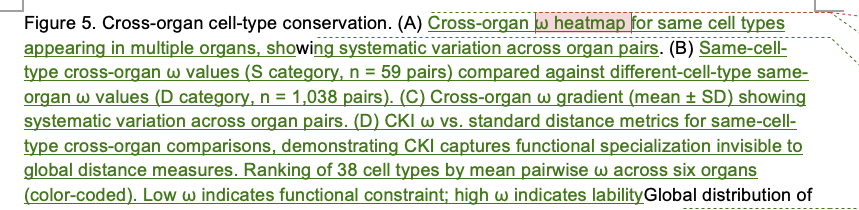 Figure 5. Cross-organ cell-type conservation. (A) Cross-organ ω heatmap for same cell types
appearing in multiple organs, showing systematic variation across organ pairs. (B) Same-cell-
type cross-organ ω values (S category, n = 59 pairs) compared against different-cell-type same-
organ ω values (D category, n = 1,038 pairs). (C) Cross-organ ω gradient (mean ± SD) showing
systematic variation across organ pairs. (D) CKI ω vs. standard distance metrics for same-cell-
type cross-organ comparisons, demonstrating CKI captures functional specialization invisible to
global distance measures. Ranking of 38 cell types by mean pairwise ω across six organs
(color-coded). Low ω indicates functional constraint; high ω indicates labilityGlobal distribution of